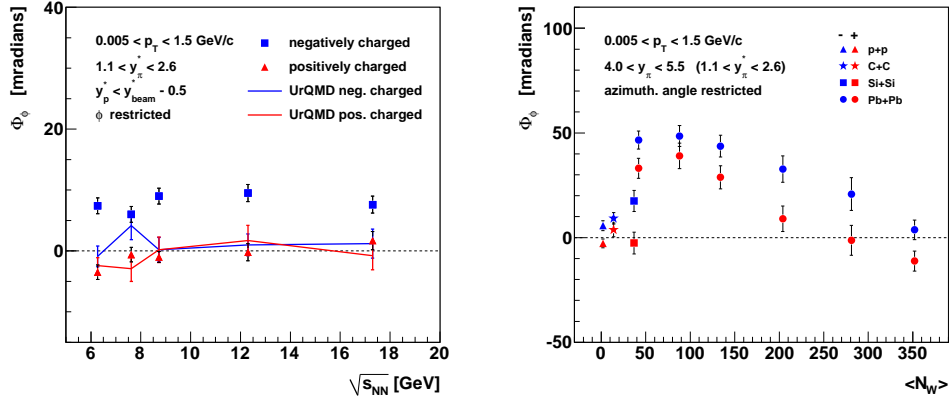 Φ_ϕ [mradians]
40
20
0
0.005 < p_T < 1.5 GeV/c
1.1 < y*_π < 2.6
y*_p < y*_beam - 0.5
ϕ restricted
negatively charged
positively charged
UrQMD neg. charged
UrQMD pos. charged
6 8 10 12 14 16 18 20
√s_NN [GeV]
Φ_ϕ [mradians]
100
50
0
-50
0.005 < p_T < 1.5 GeV/c
4.0 < y_π < 5.5 (1.1 < y*_π < 2.6)
azimuth. angle restricted
- +
p+p
C+C
Si+Si
Pb+Pb
0 50 100 150 200 250 300 350
<N_W>